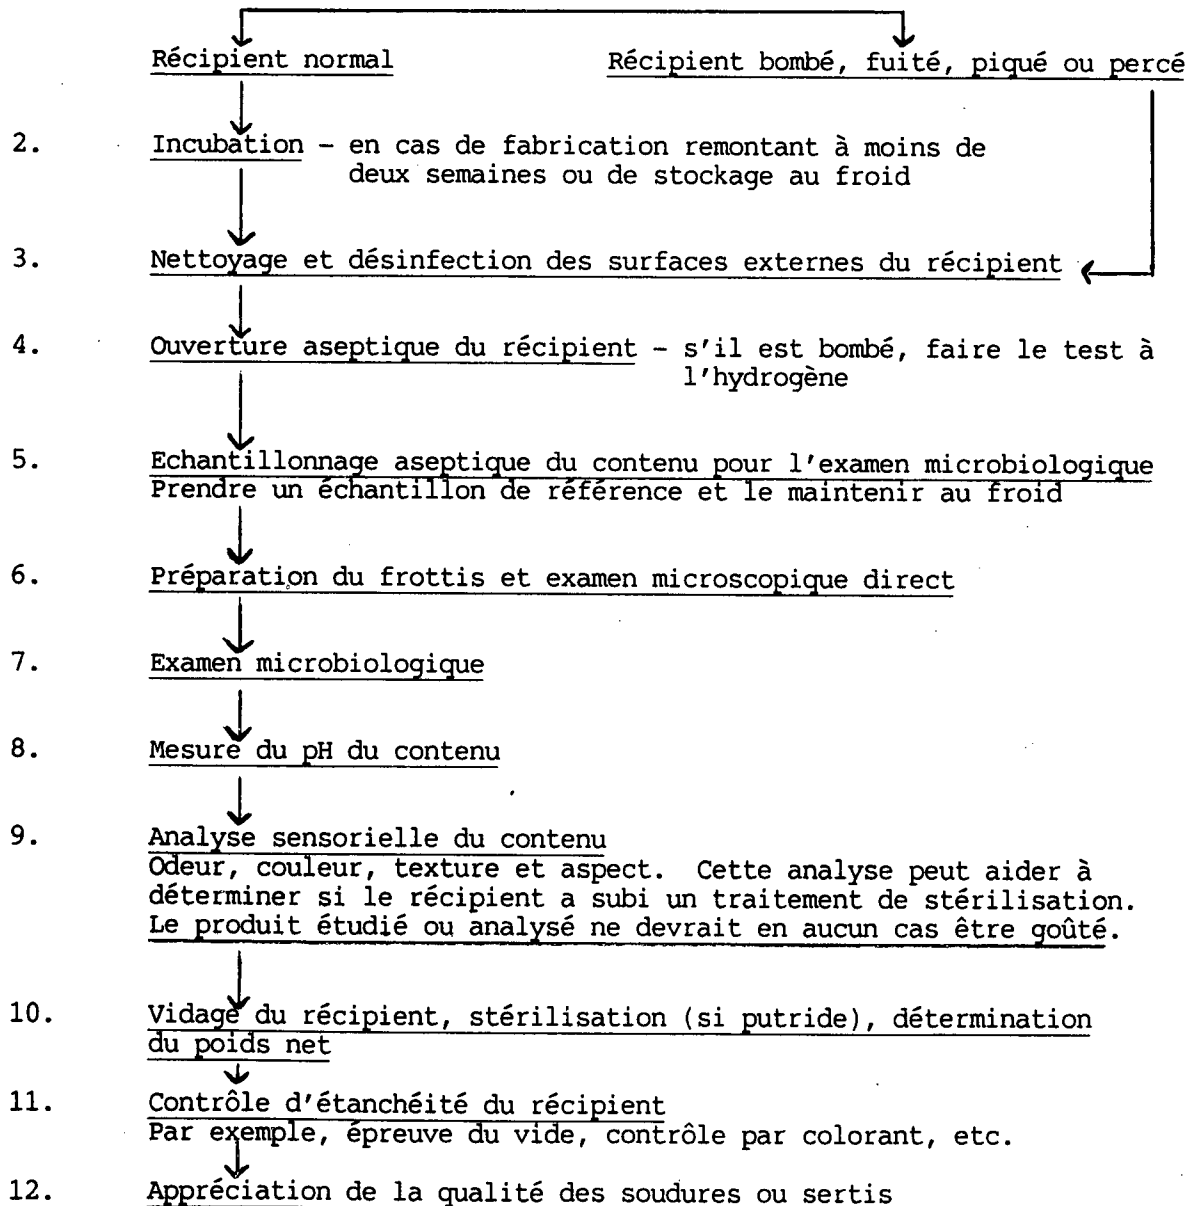 Récipient normal
Récipient bombé, fuité, piqué ou percé
2. Incubation - en cas de fabrication remontant à moins de
deux semaines ou de stockage au froid
3. Nettoyage et désinfection des surfaces externes du récipient
4. Ouverture aseptique du récipient - s'il est bombé, faire le test à
l'hydrogène
5. Echantillonnage aseptique du contenu pour l'examen microbiologique
Prendre un échantillon de référence et le maintenir au froid
6. Préparation du frottis et examen microscopique direct
7. Examen microbiologique
8. Mesure du pH du contenu
9. Analyse sensorielle du contenu
Odeur, couleur, texture et aspect. Cette analyse peut aider à
déterminer si le récipient a subi un traitement de stérilisation.
Le produit étudié ou analysé ne devrait en aucun cas être goûté.
10. Vidage du récipient, stérilisation (si putride), détermination
du poids net
11. Contrôle d'étanchéité du récipient
Par exemple, épreuve du vide, contrôle par colorant, etc.
12. Appréciation de la qualité des soudures ou sertis